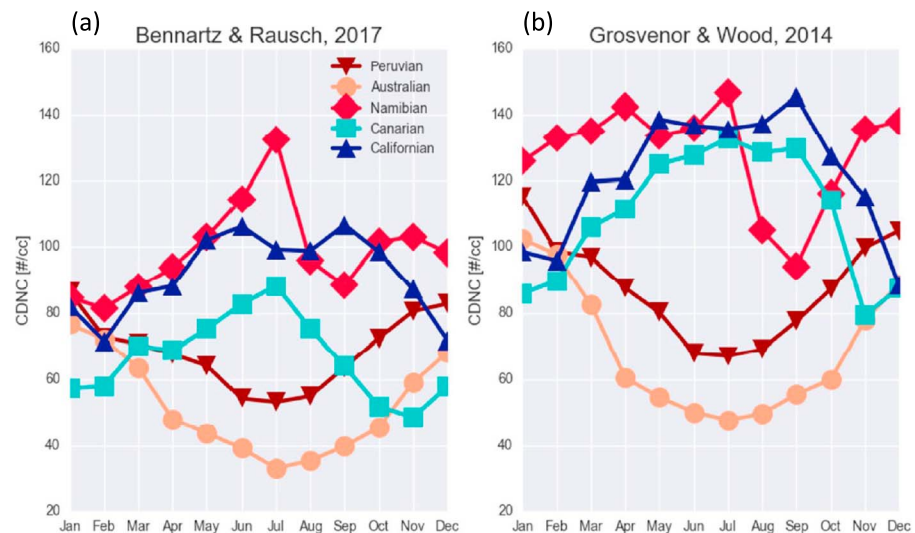 (a)
Bennartz & Rausch, 2017
160
140
120
100
80
60
40
20
CDNC [#/cc]
Peruvian
Australian
Namibian
Canarian
Californian
Jan Feb Mar Apr May Jun Jul Aug Sep Oct Nov Dec
(b)
Grosvenor & Wood, 2014
160
140
120
100
80
60
40
20
CDNC [#/cc]
Jan Feb Mar Apr May Jun Jul Aug Sep Oct Nov Dec